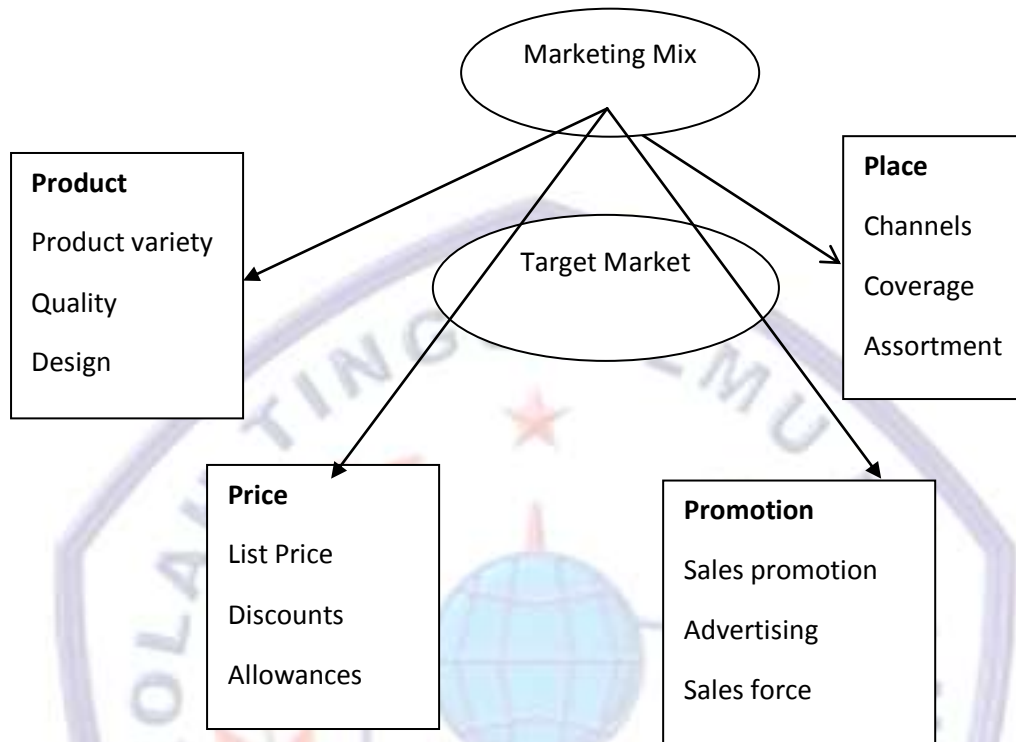 Marketing Mix
Product
Product variety
Quality
Design
Target Market
Place
Channels
Coverage
Assortment
Price
List Price
Discounts
Allowances
Promotion
Sales promotion
Advertising
Sales force